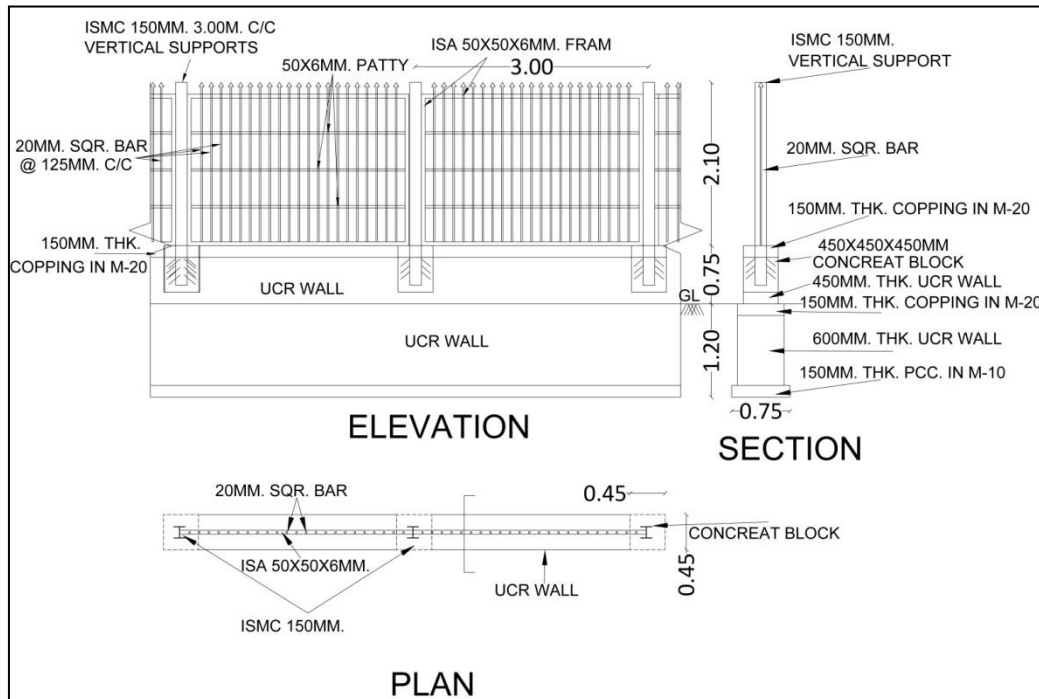 ISMC 150MM. 3.00M. C/C
VERTICAL SUPPORTS
50X6MM. PATTY
ISA 50X50X6MM. FRAM
3.00
20MM. SQR. BAR
@ 125MM. C/C
150MM. THK.
COPPING IN M-20
UCR WALL
UCR WALL
GL
2.10
0.75
1.20
ELEVATION
ISMC 150MM.
VERTICAL SUPPORT
20MM. SQR. BAR
150MM. THK. COPPING IN M-20
450X450X450MM
CONCREAT BLOCK
450MM. THK. UCR WALL
150MM. THK. COPPING IN M-20
600MM. THK. UCR WALL
150MM. THK. PCC. IN M-10
0.75
SECTION
20MM. SQR. BAR
0.45
CONCREAT BLOCK
ISA 50X50X6MM.
UCR WALL
0.45
ISMC 150MM.
PLAN